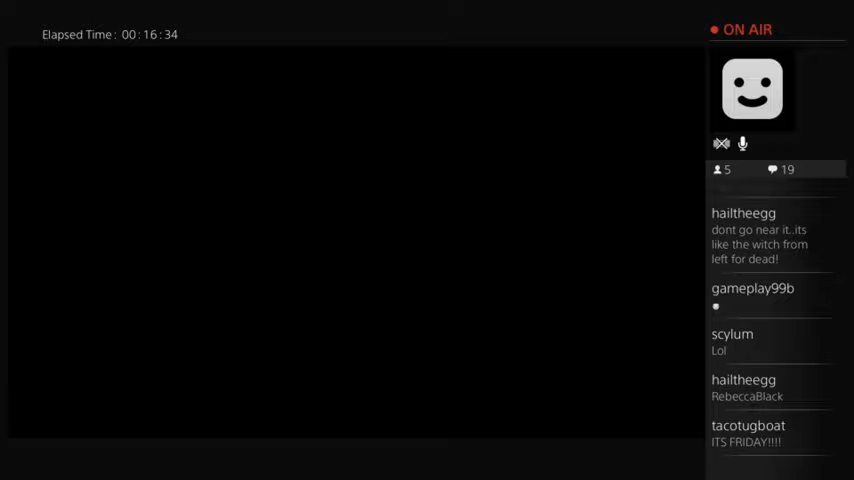 Elapsed Time: 00:16:34
ON AIR
5 19
hailtheegg
dont go near it..its
like the witch from
left for dead!
gameplay99b
scylum
Lol
hailtheegg
RebeccaBlack
tacotugboat
ITS FRIDAY!!!!